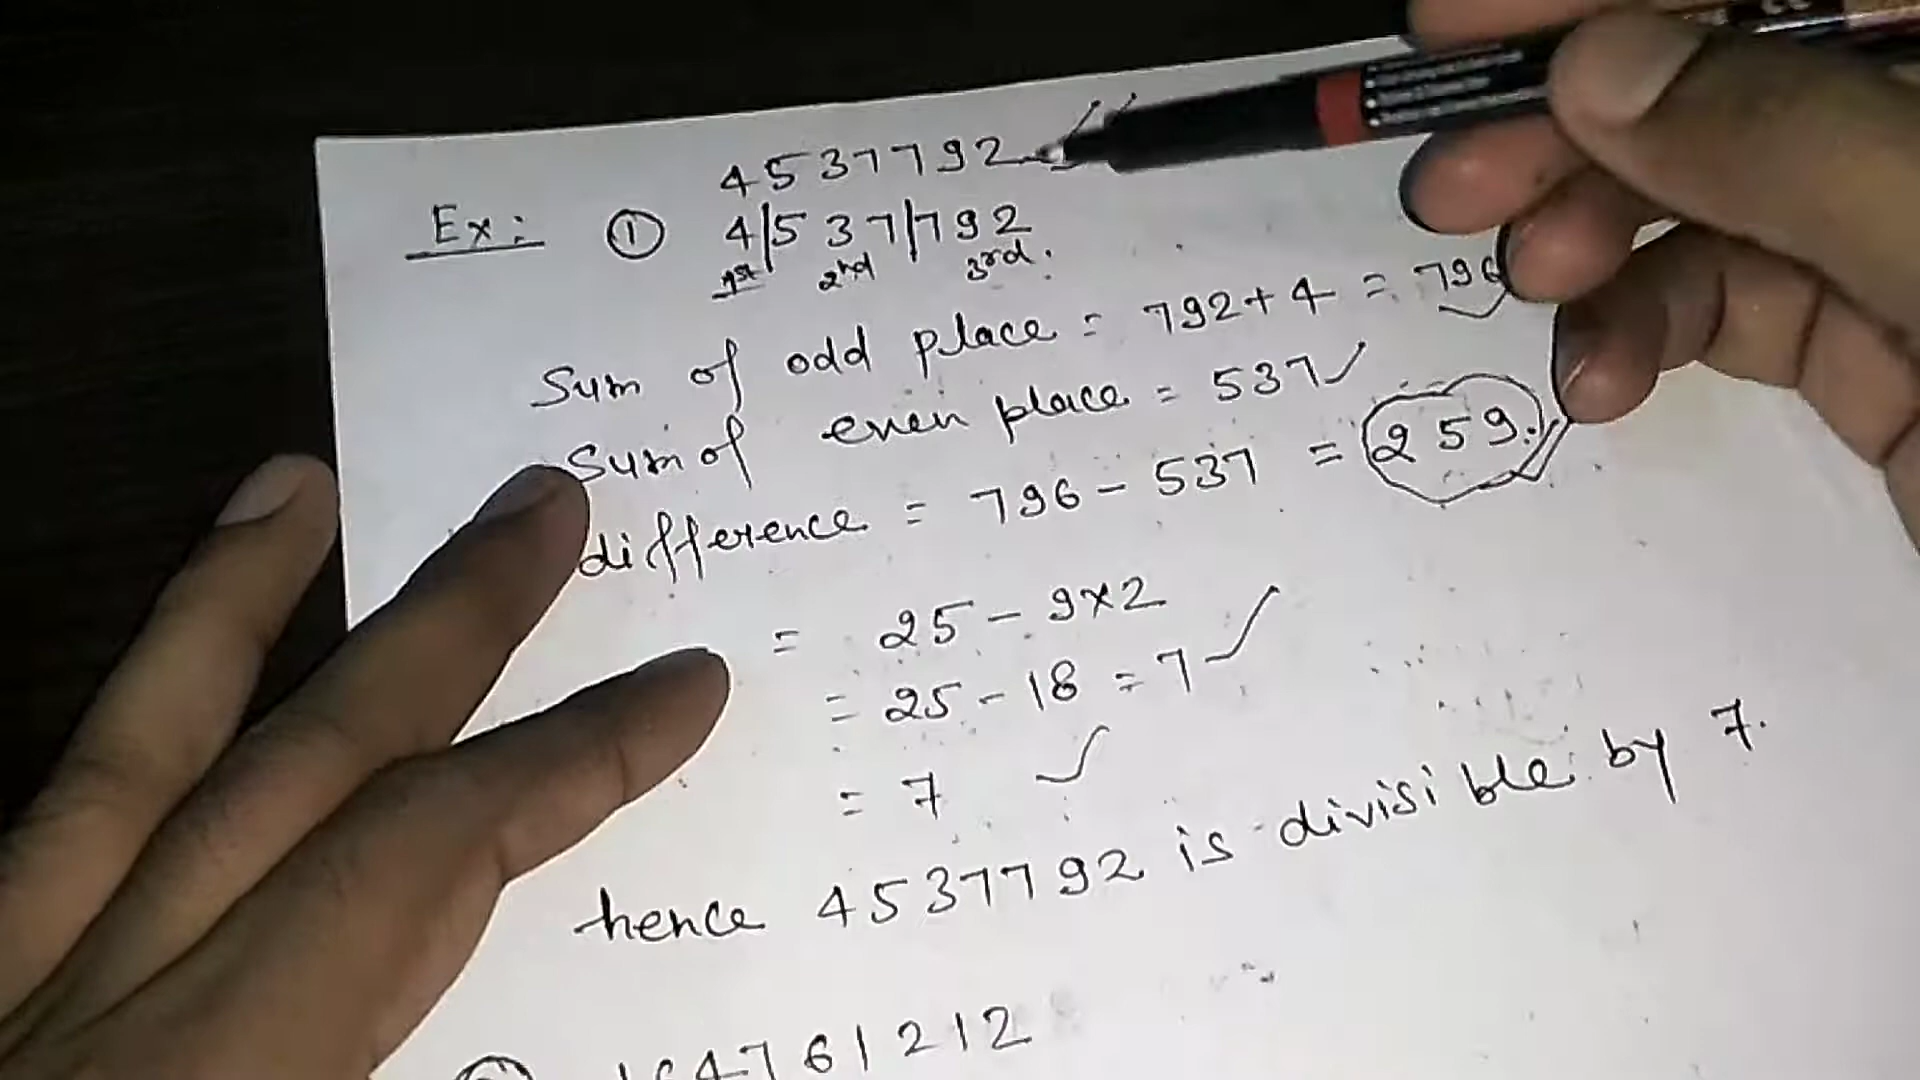 4537792
Ex: ① 4|537|792
1st 2nd 3rd.
Sum of odd place = 792+4 = 796
Sum of even place = 537
difference = 796 - 537 = 259.
= 25 - 9×2
= 25 - 18 = 7
= 7
hence 4537792 is divisible by 7.
4761212